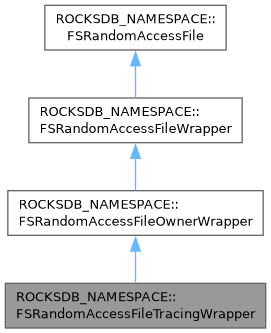 ROCKSDB_NAMESPACE::
FSRandomAccessFile
ROCKSDB_NAMESPACE::
FSRandomAccessFileWrapper
ROCKSDB_NAMESPACE::
FSRandomAccessFileOwnerWrapper
ROCKSDB_NAMESPACE::
FSRandomAccessFileTracingWrapper